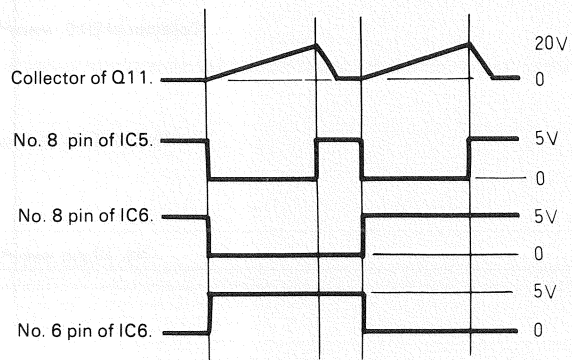 20V
Collector of Q11.
0
No. 8 pin of IC5.
5V
0
No. 8 pin of IC6.
5V
0
5V
No. 6 pin of IC6.
0